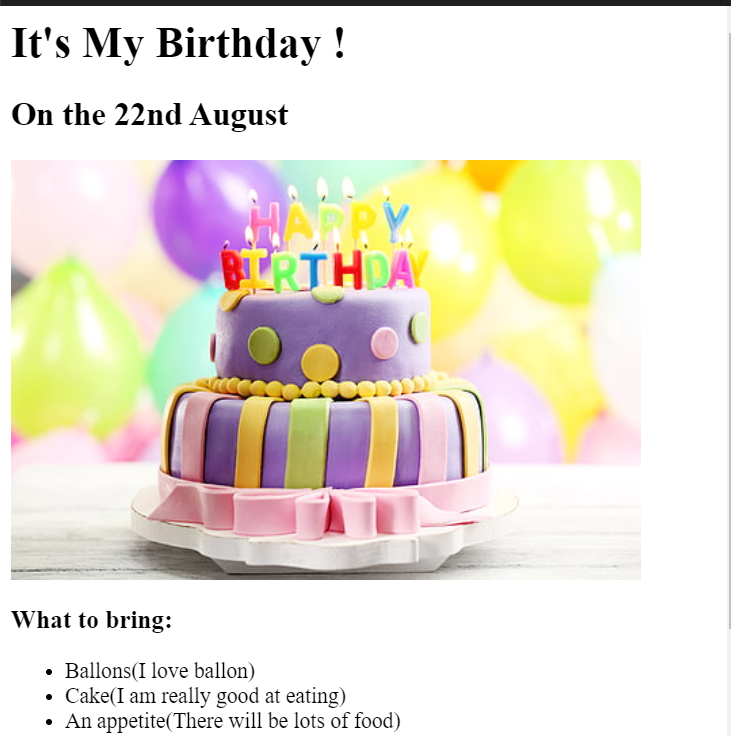 It's My Birthday !
On the 22nd August
HAPPY
BIRTHDAY
What to bring:
Ballons(I love ballon)
Cake(I am really good at eating)
An appetite(There will be lots of food)